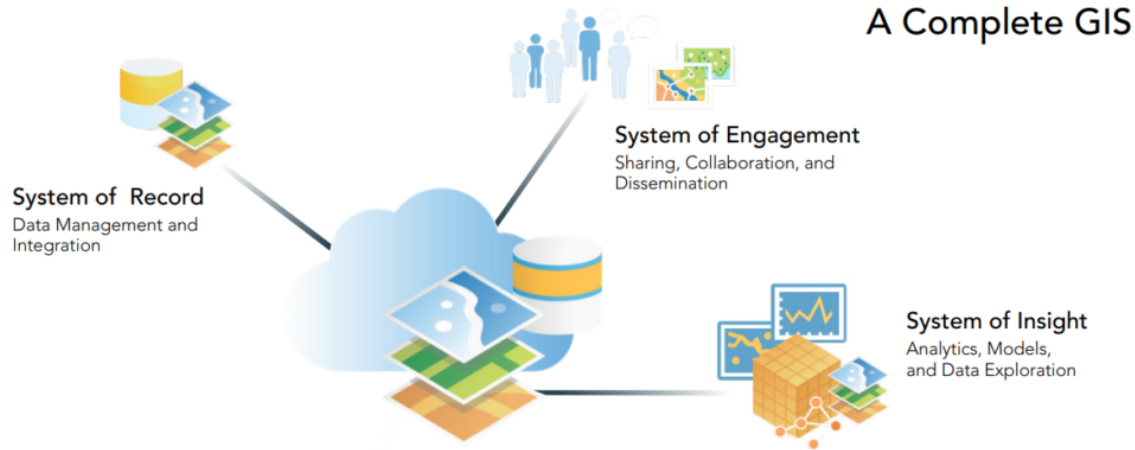 A Complete GIS
System of Engagement
Sharing, Collaboration, and
Dissemination
System of Record
Data Management and
Integration
System of Insight
Analytics, Models,
and Data Exploration